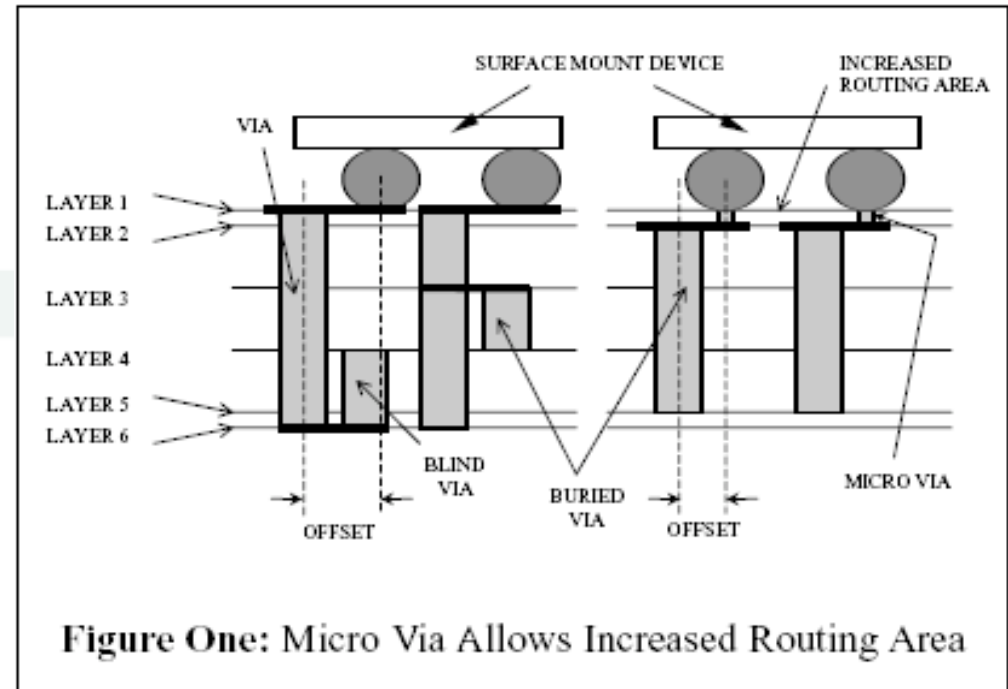 SURFACE MOUNT DEVICE
INCREASED
ROUTING AREA
VIA
LAYER 1
LAYER 2
LAYER 3
LAYER 4
LAYER 5
LAYER 6
BLIND
VIA
BURIED
VIA
MICRO VIA
OFFSET
OFFSET
Figure One: Micro Via Allows Increased Routing Area